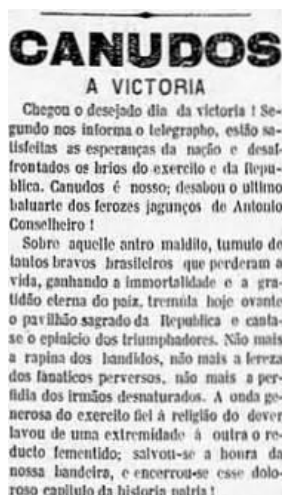 CANUDOS
A VICTORIA
Chegou o desejado dia da victoria ! Se-
gundo nos informa o telegrapho, estão sa-
tisfeitas as esperanças da nação e desaf-
frontados os brios do exercito e da Repu-
blica. Canudos é nosso; desabou o ultimo
baluarte dos ferozes jagunços de Antonio
Conselheiro !
Sobre aquelle antro maldito, tumulo de
tantos bravos brasileiros que perderam a
vida, ganhando a immortalidade e a gra-
tidão eterna do paiz, tremúla hoje ovante
o pavilhão sagrado da Republica e canta-
se o epinicio dos triumphadores. Não mais
a rapina dos bandidos, não mais a fereza
dos fanaticos perversos, não mais a per-
fidia dos irmãos desnaturados. A onda ge-
nerosa do exercito fiel á religião do dever
lavou de uma extremidade á outra o re-
ducto fementido; salvou-se a honra da
nossa bandeira, e encerrou-se esse dolo-
roso capitulo da historia patria !